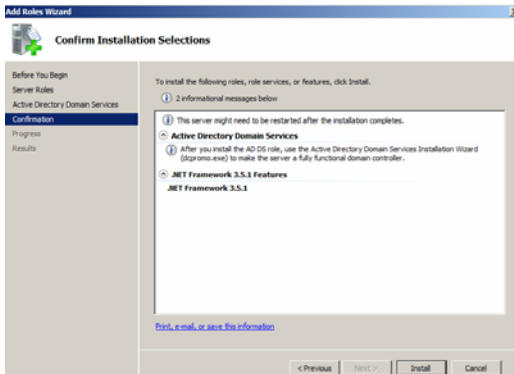 Add Roles Wizard
Confirm Installation Selections
Before You Begin
Server Roles
Active Directory Domain Services
Confirmation
Progress
Results
To install the following roles, role services, or features, click Install.
2 informational messages below
This server might need to be restarted after the installation completes.
Active Directory Domain Services
After you install the AD DS role, use the Active Directory Domain Services Installation Wizard
(dcpromo.exe) to make the server a fully functional domain controller.
.NET Framework 3.5.1 Features
.NET Framework 3.5.1
Print, e-mail, or save this information
< Previous
Next >
Install
Cancel